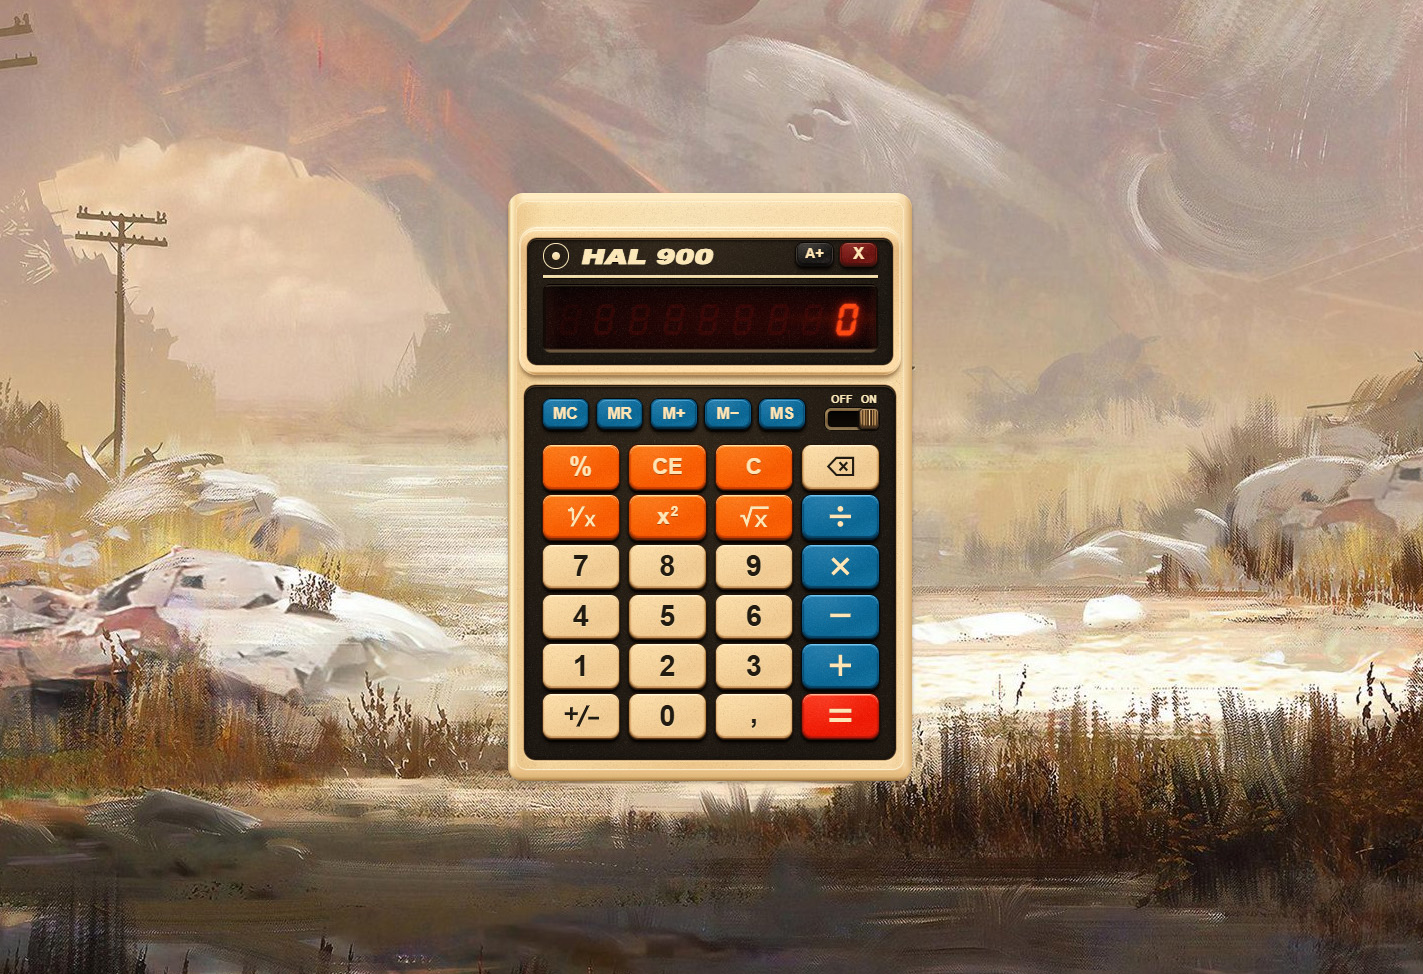 HAL 900 A+ X
0
OFF ON
MC MR M+ M− MS
% CE C
⅟x x² √x ÷
7 8 9 ×
4 5 6 −
1 2 3 +
+/− 0 , =